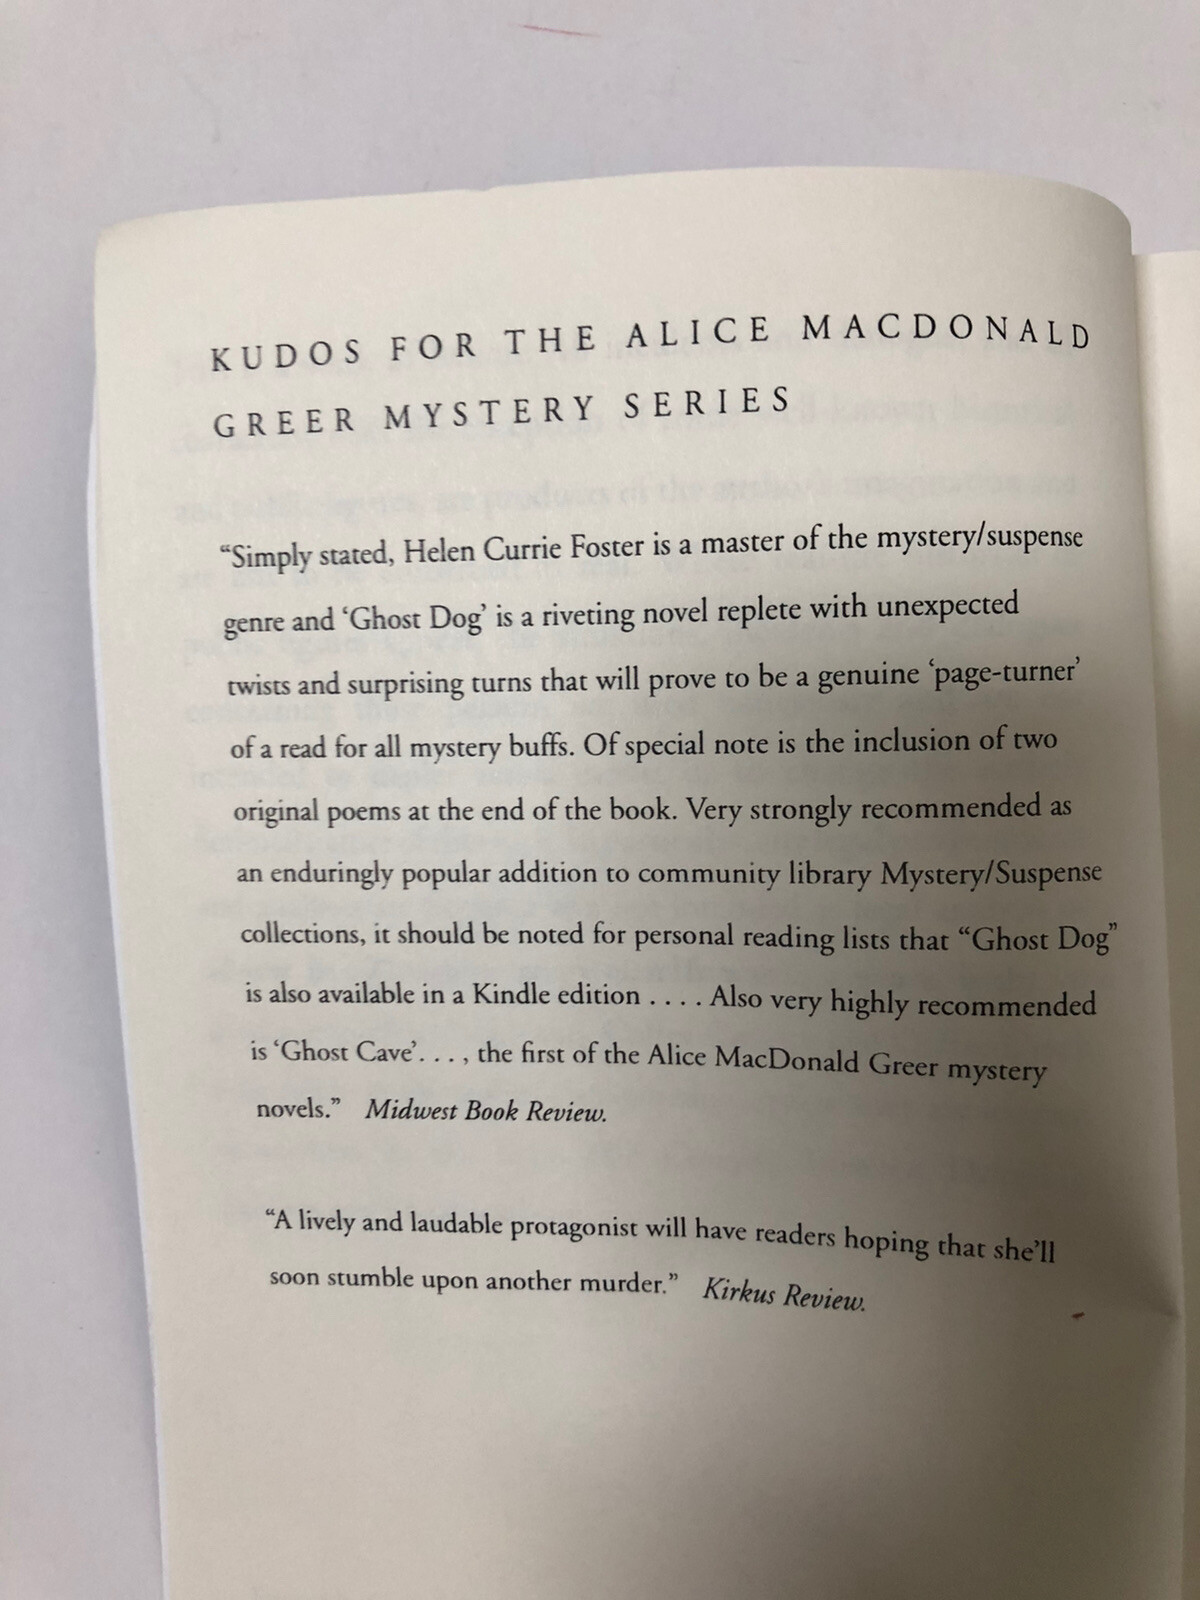 KUDOS FOR THE ALICE MACDONALD
GREER MYSTERY SERIES
“Simply stated, Helen Currie Foster is a master of the mystery/suspense
genre and ‘Ghost Dog’ is a riveting novel replete with unexpected
twists and surprising turns that will prove to be a genuine ‘page-turner’
of a read for all mystery buffs. Of special note is the inclusion of two
original poems at the end of the book. Very strongly recommended as
an enduringly popular addition to community library Mystery/Suspense
collections, it should be noted for personal reading lists that “Ghost Dog”
is also available in a Kindle edition . . . . Also very highly recommended
is ‘Ghost Cave’. . . , the first of the Alice MacDonald Greer mystery
novels.” Midwest Book Review.
“A lively and laudable protagonist will have readers hoping that she’ll
soon stumble upon another murder.” Kirkus Review.